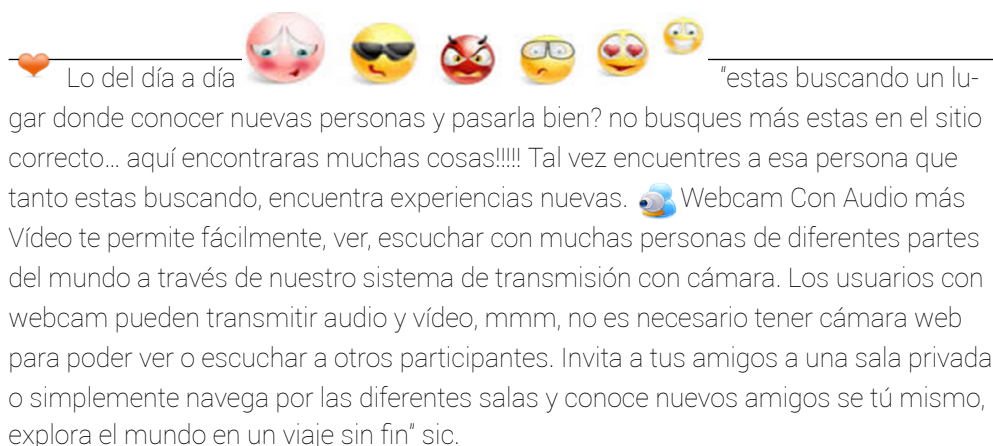 Lo del día a día "estas buscando un lu-
gar donde conocer nuevas personas y pasarla bien? no busques más estas en el sitio
correcto... aquí encontraras muchas cosas!!!!! Tal vez encuentres a esa persona que
tanto estas buscando, encuentra experiencias nuevas. Webcam Con Audio más
Vídeo te permite fácilmente, ver, escuchar con muchas personas de diferentes partes
del mundo a través de nuestro sistema de transmisión con cámara. Los usuarios con
webcam pueden transmitir audio y vídeo, mmm, no es necesario tener cámara web
para poder ver o escuchar a otros participantes. Invita a tus amigos a una sala privada
o simplemente navega por las diferentes salas y conoce nuevos amigos se tú mismo,
explora el mundo en un viaje sin fin" sic.